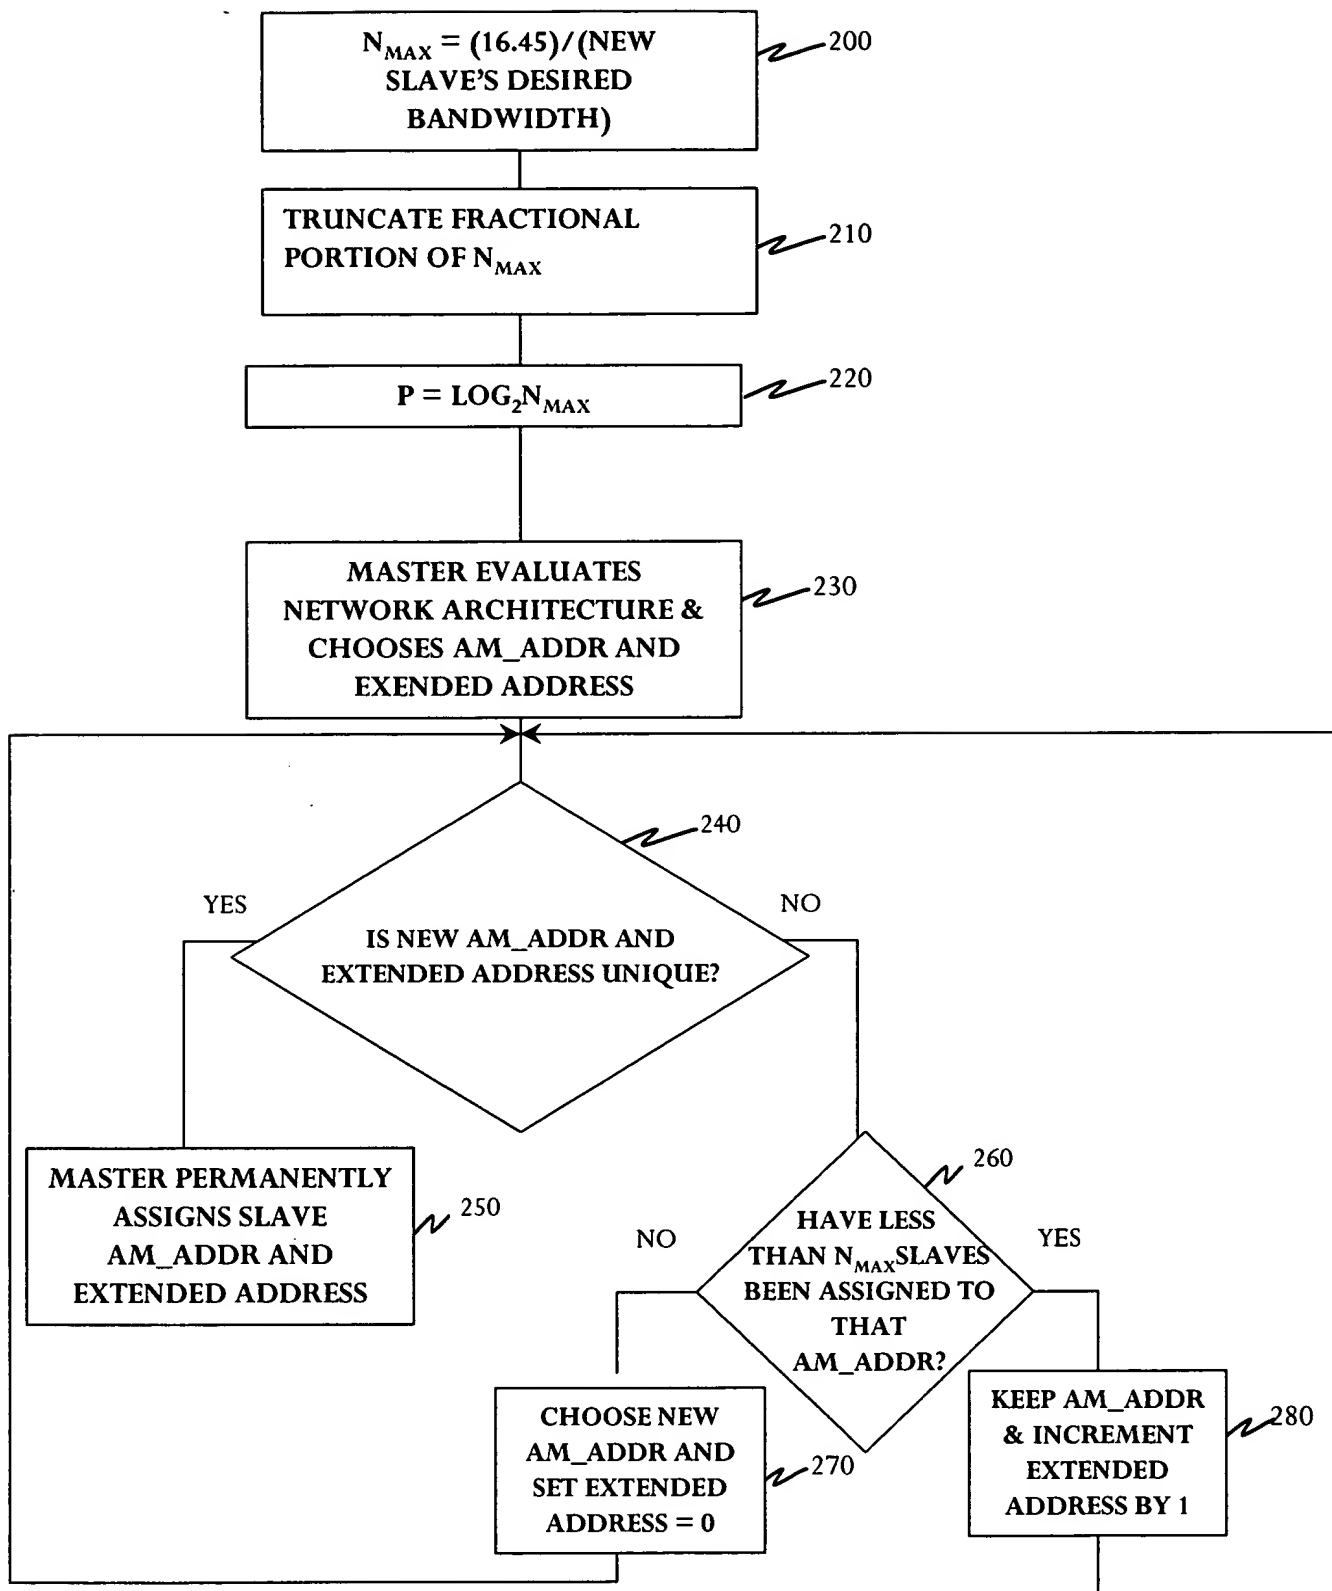 N_MAX = (16.45)/(NEW
SLAVE'S DESIRED
BANDWIDTH)
200
TRUNCATE FRACTIONAL
PORTION OF N_MAX
210
P = LOG₂N_MAX
220
MASTER EVALUATES
NETWORK ARCHITECTURE &
CHOOSES AM_ADDR AND
EXENDED ADDRESS
230
240
YES
NO
IS NEW AM_ADDR AND
EXTENDED ADDRESS UNIQUE?
MASTER PERMANENTLY
ASSIGNS SLAVE
AM_ADDR AND
EXTENDED ADDRESS
250
260
NO
YES
HAVE LESS
THAN N_MAX SLAVES
BEEN ASSIGNED TO
THAT
AM_ADDR?
CHOOSE NEW
AM_ADDR AND
SET EXTENDED
ADDRESS = 0
270
KEEP AM_ADDR
& INCREMENT
EXTENDED
ADDRESS BY 1
280